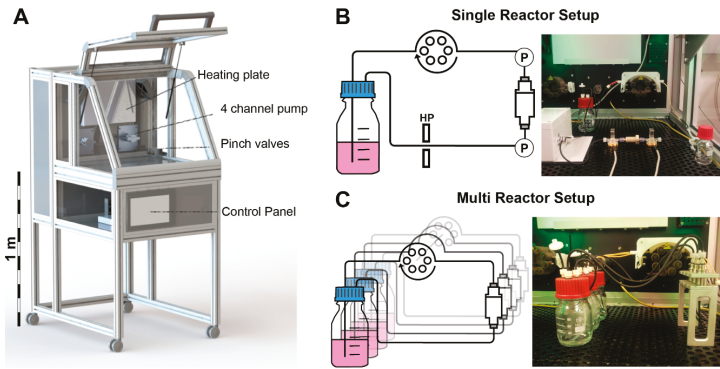 A
Heating plate
4 channel pump
Pinch valves
Control Panel
1 m
B
Single Reactor Setup
P
HP
P
C
Multi Reactor Setup